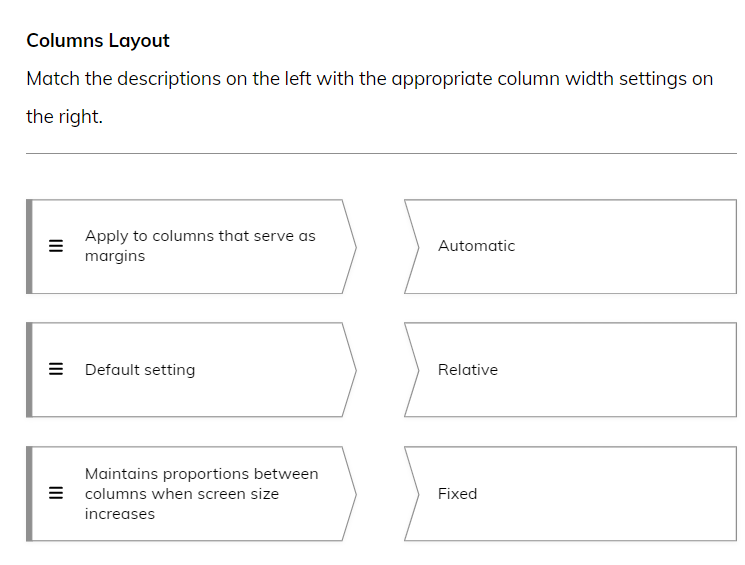 Columns Layout
Match the descriptions on the left with the appropriate column width settings on
the right.
Apply to columns that serve as
margins
Automatic
Default setting
Relative
Maintains proportions between
columns when screen size
increases
Fixed